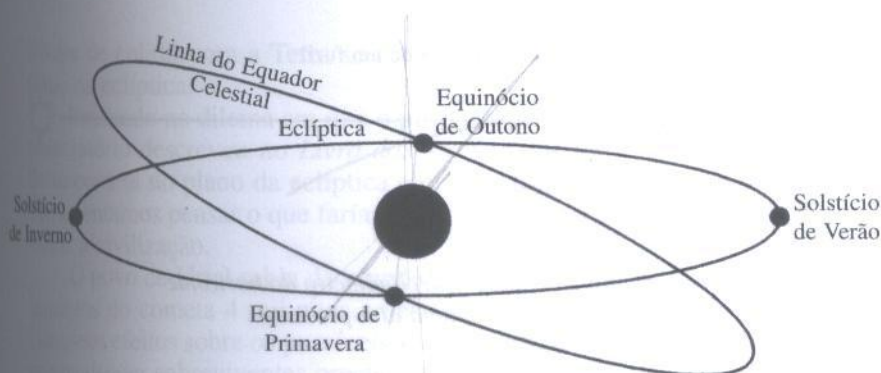 Linha do Equador
Celestial
Equinócio
de Outono
Eclíptica
Solstício
de Inverno
Solstício
de Verão
Equinócio de
Primavera